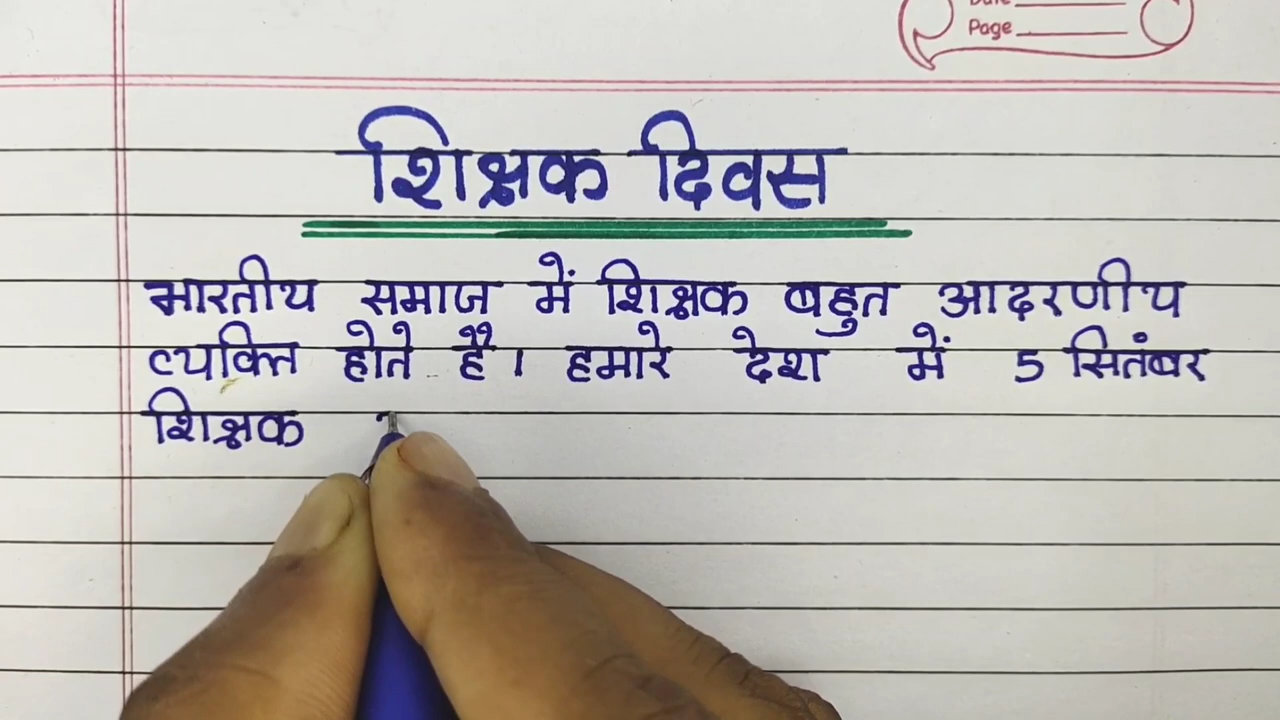 Page
शिक्षक दिवस
भारतीय समाज में शिक्षक बहुत आदरणीय
व्यक्ति होते हैं। हमारे देश में 5 सितंबर
शिक्षक